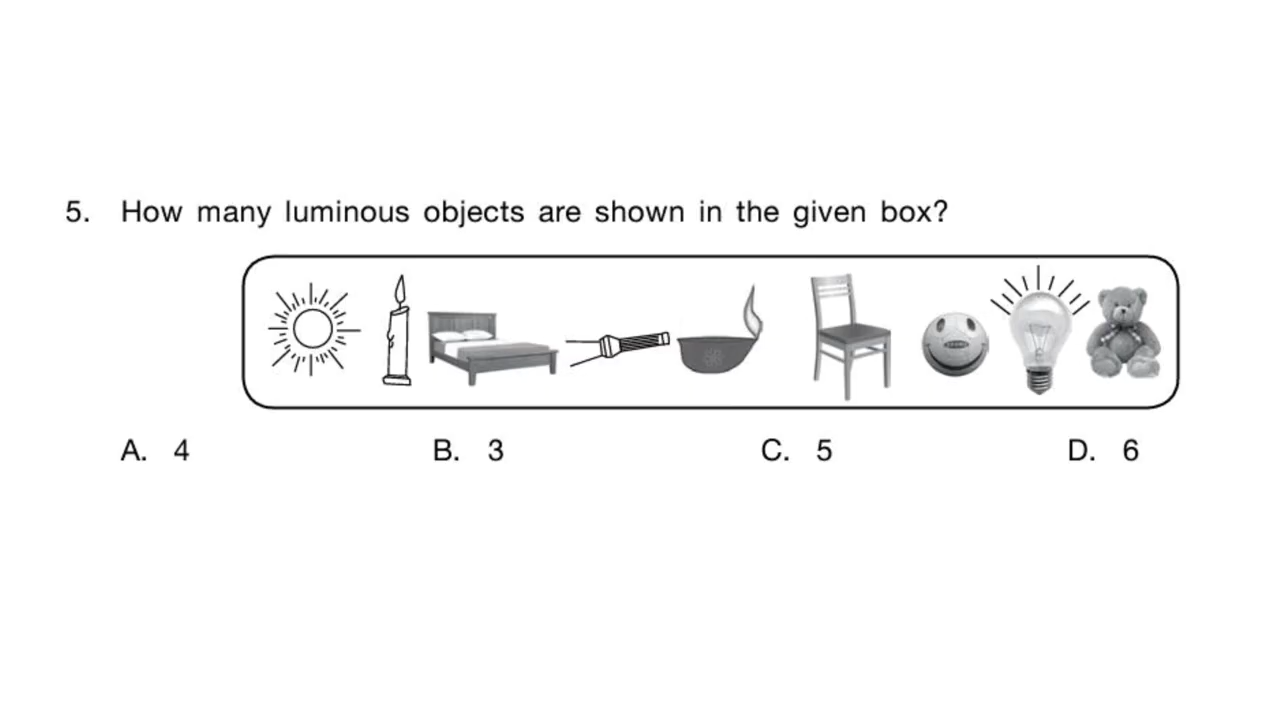 5. How many luminous objects are shown in the given box?
A. 4 B. 3 C. 5 D. 6